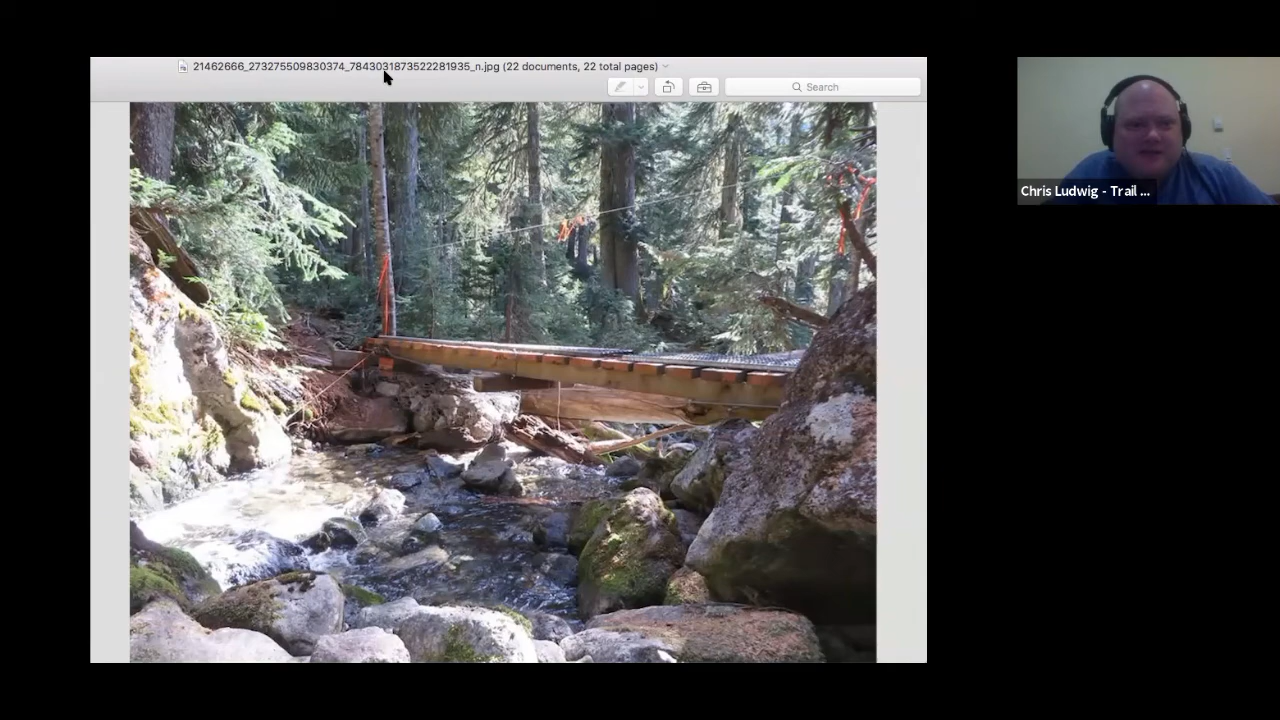 21462666_273275509830374_7843031873522281935_n.jpg (22 documents, 22 total pages)
Search
Chris Ludwig - Trail ...